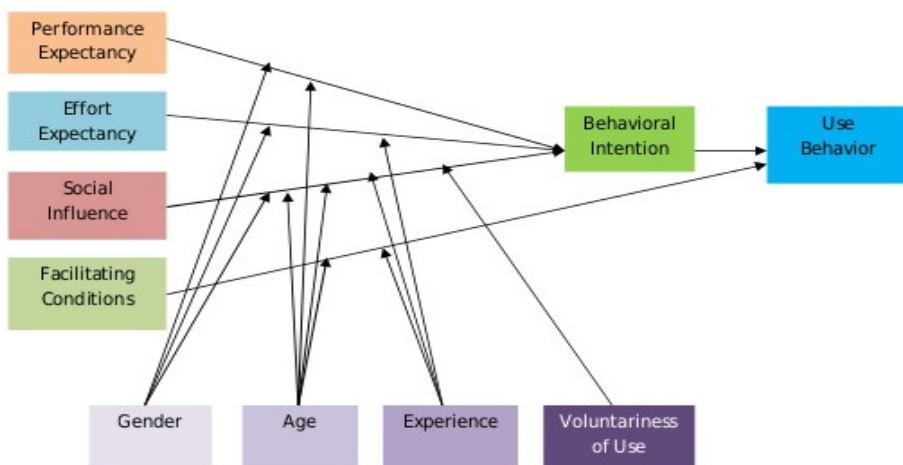 Performance
Expectancy
Effort
Expectancy
Social
Influence
Facilitating
Conditions
Behavioral
Intention
Use
Behavior
Gender
Age
Experience
Voluntariness
of Use